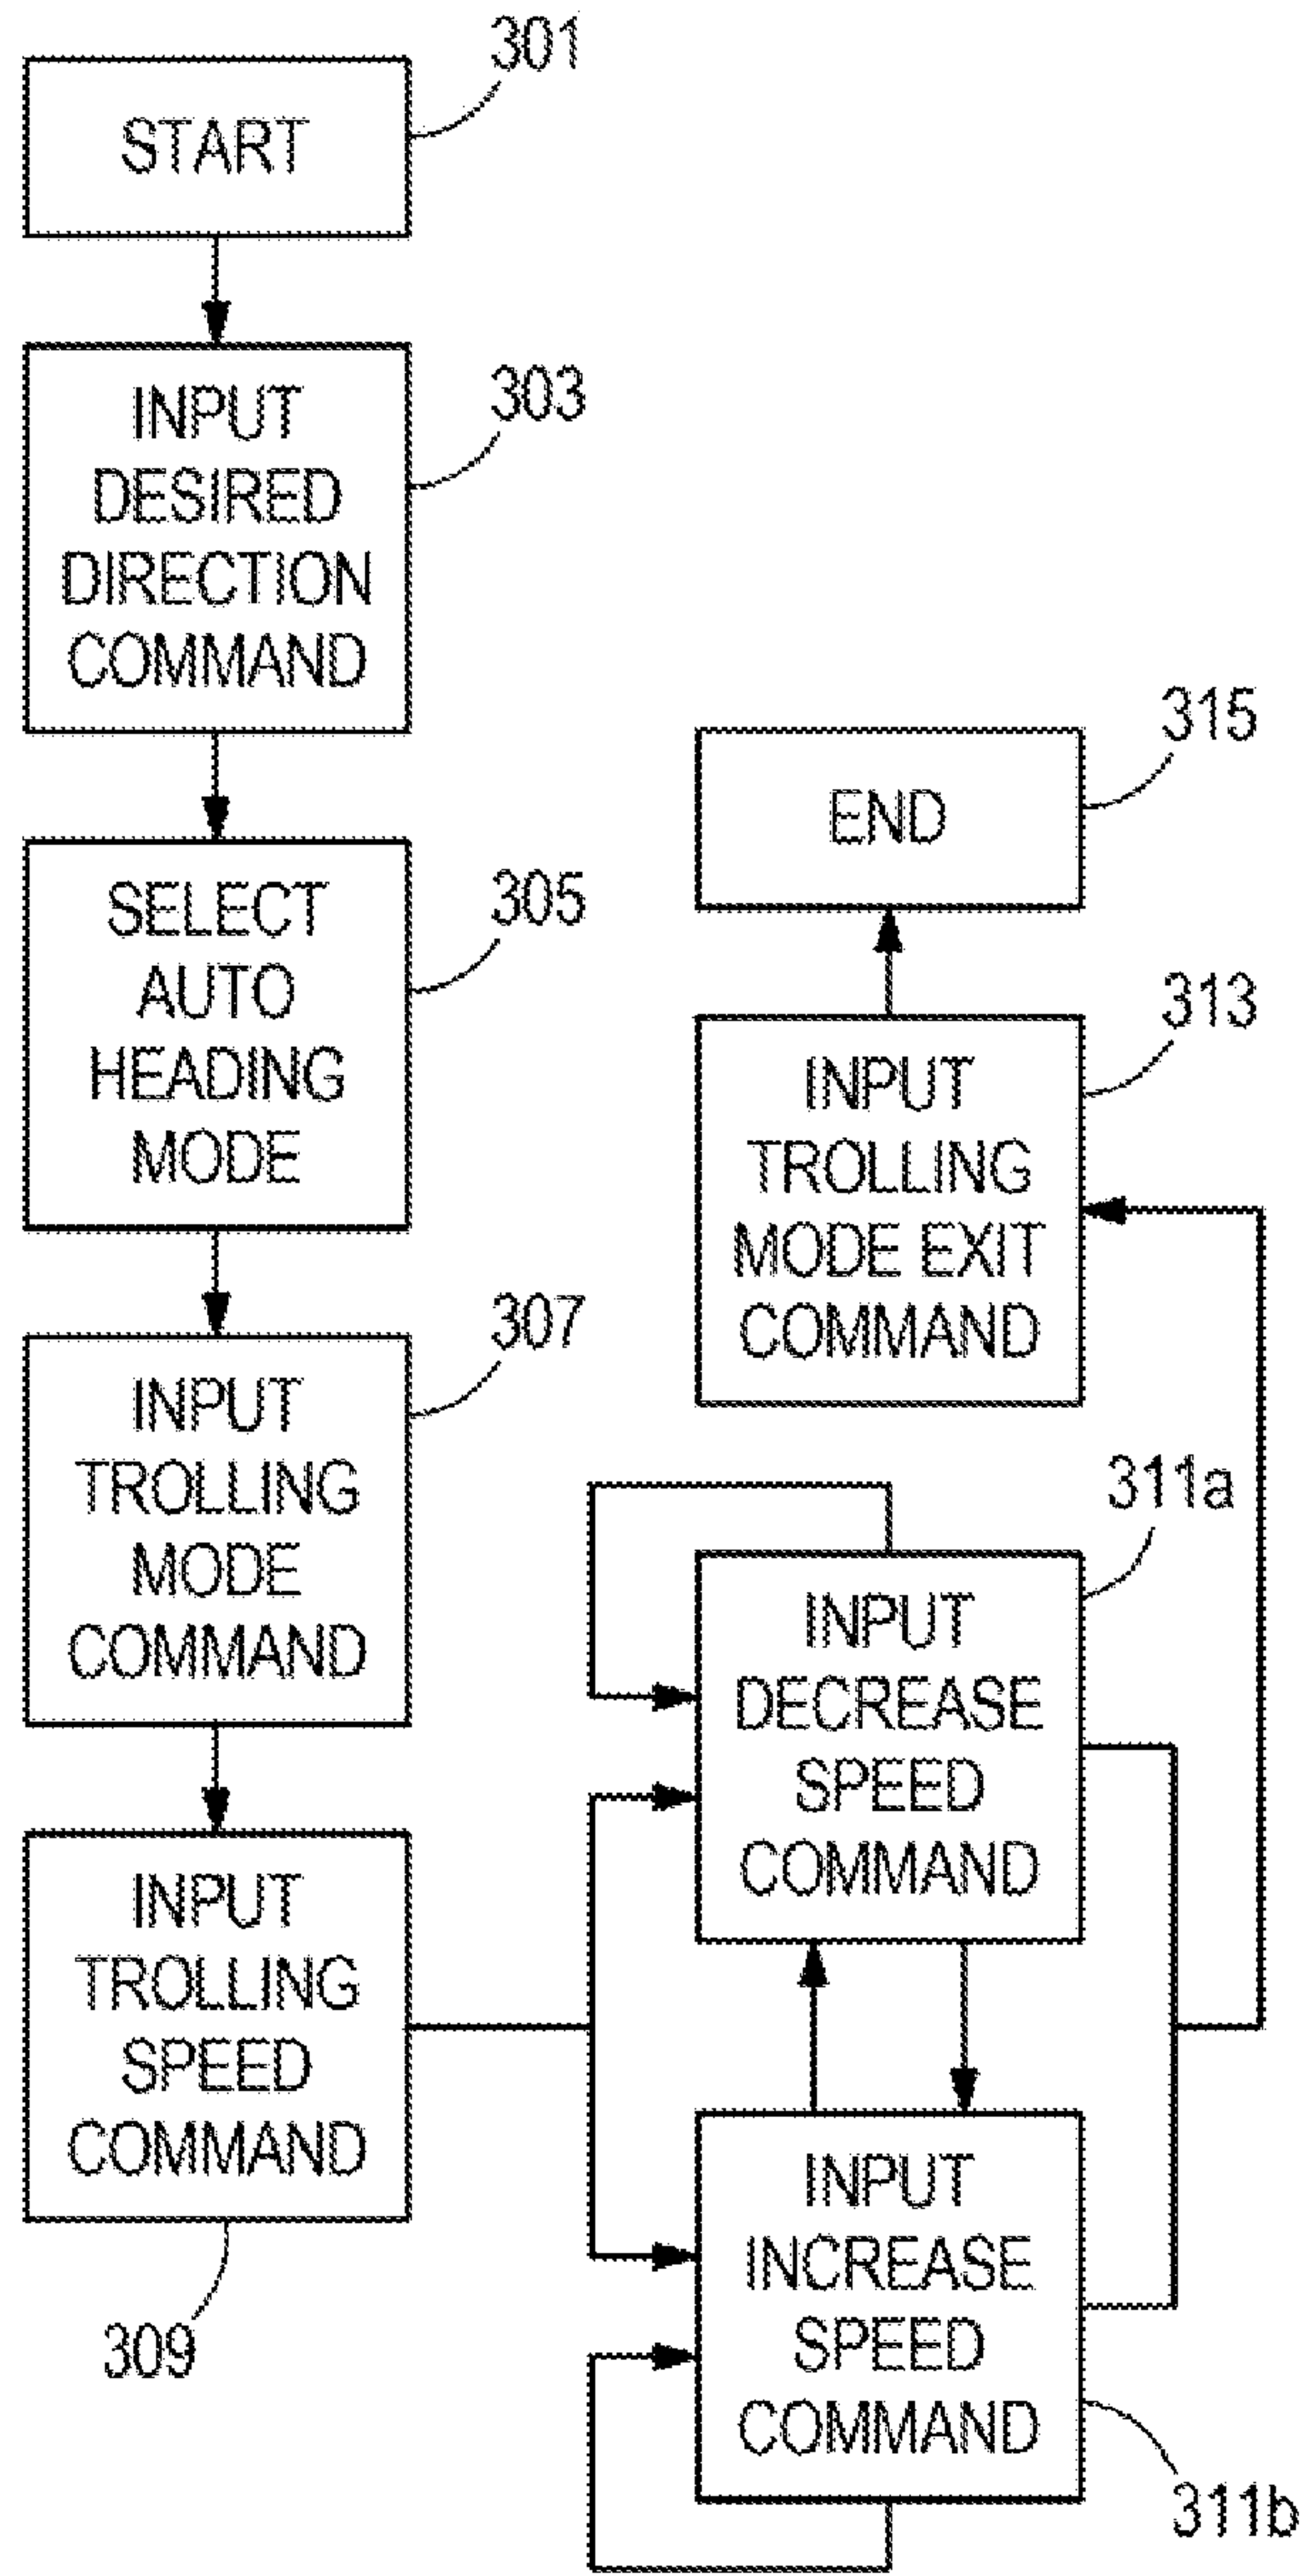 301
START
303
INPUT
DESIRED
DIRECTION
COMMAND
305
SELECT
AUTO
HEADING
MODE
307
INPUT
TROLLING
MODE
COMMAND
INPUT
TROLLING
SPEED
COMMAND
309
315
END
313
INPUT
TROLLING
MODE EXIT
COMMAND
311a
INPUT
DECREASE
SPEED
COMMAND
INPUT
INCREASE
SPEED
COMMAND
311b